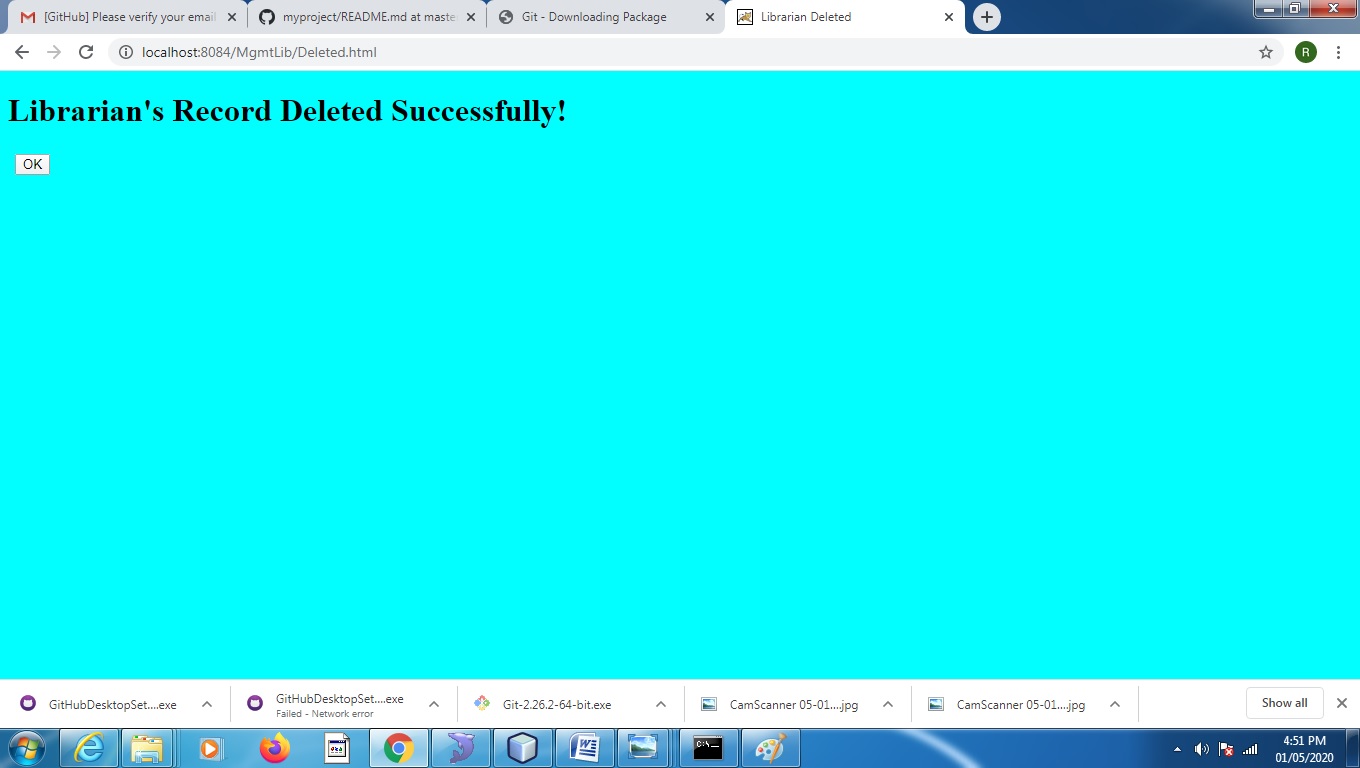 [GitHub] Please verify your email
myproject/README.md at maste
Git - Downloading Package
Librarian Deleted
localhost:8084/MgmtLib/Deleted.html
R
Librarian's Record Deleted Successfully!
OK
GitHubDesktopSet....exe
GitHubDesktopSet....exe
Failed - Network error
Git-2.26.2-64-bit.exe
CamScanner 05-01....jpg
CamScanner 05-01....jpg
Show all
4:51 PM
01/05/2020